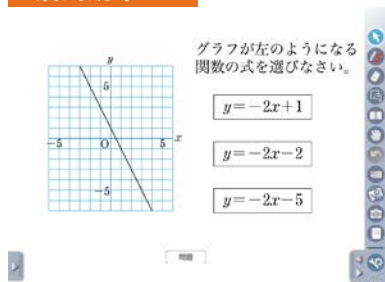 グラフが左のようになる
関数の式を選びなさい。
y
5
-5
O
5
x
-5
y=-2x+1
y=-2x-2
y=-2x-5
問題